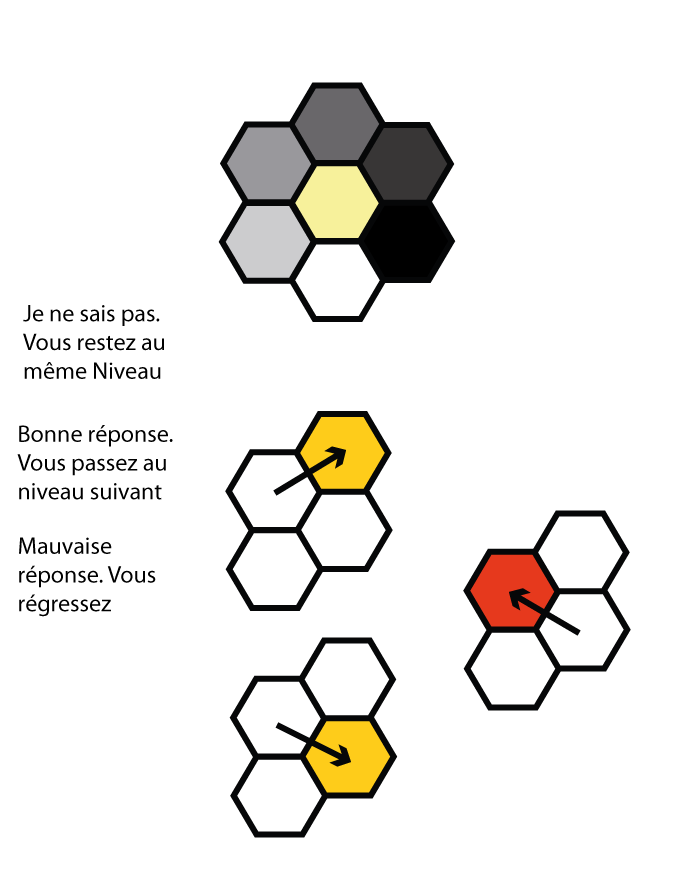 Je ne sais pas.
Vous restez au
même Niveau
Bonne réponse.
Vous passez au
niveau suivant
Mauvaise
réponse. Vous
régressez